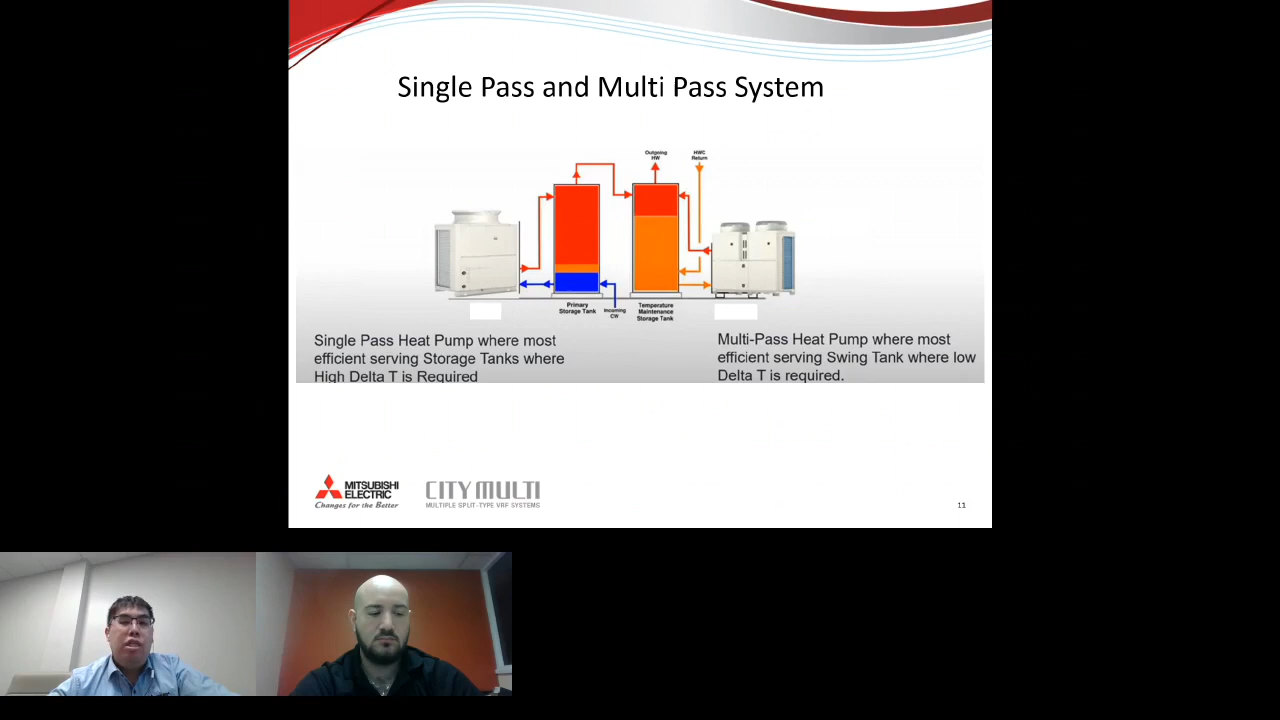 Single Pass and Multi Pass System
Outgoing
HW
HWC
Return
Primary
Storage Tank
Incoming
CW
Temperature
Maintenance
Storage Tank
Single Pass Heat Pump where most
efficient serving Storage Tanks where
High Delta T is Required
Multi-Pass Heat Pump where most
efficient serving Swing Tank where low
Delta T is required.
MITSUBISHI
ELECTRIC
Changes for the Better
CITY MULTI
MULTIPLE SPLIT-TYPE VRF SYSTEMS
11